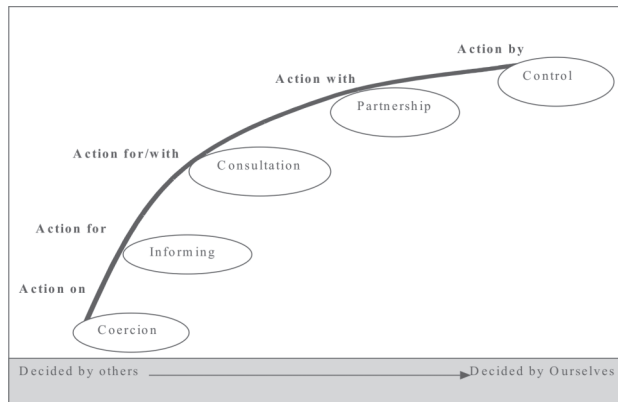 Action by
Control
Action with
Partnership
Action for/with
Consultation
Action for
Informing
Action on
Coercion
Decided by others
Decided by Ourselves